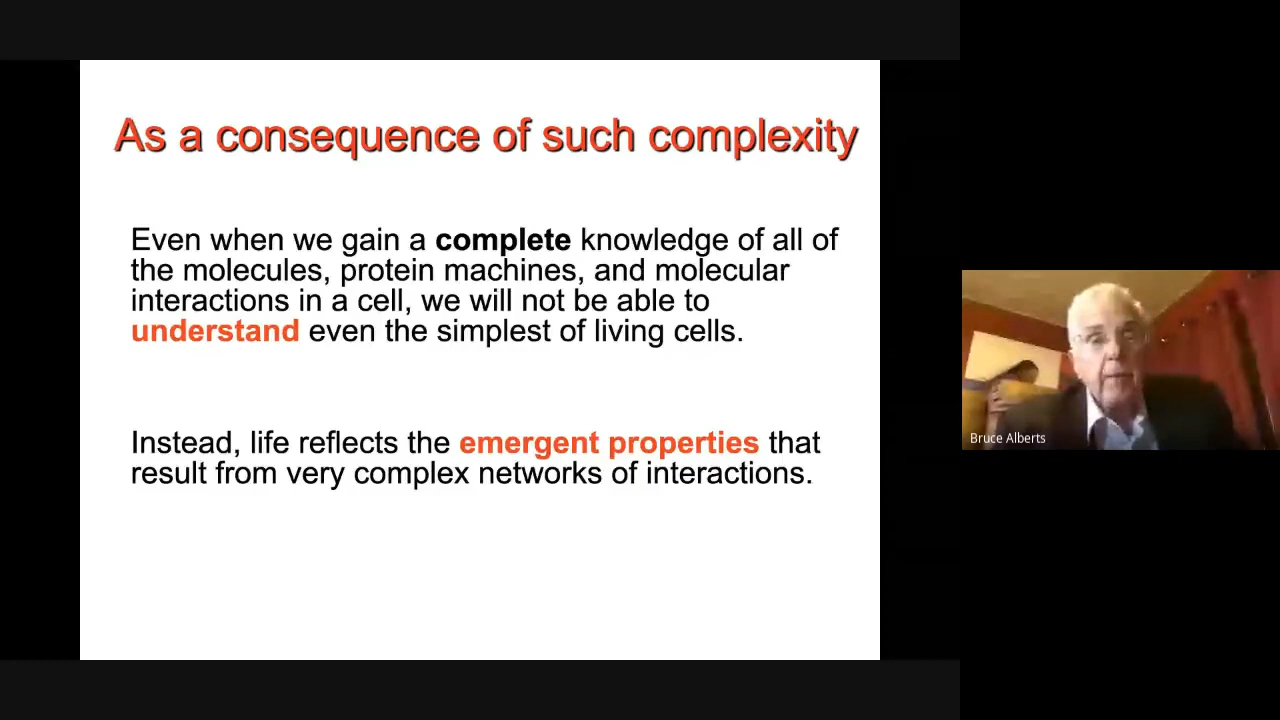 As a consequence of such complexity
Even when we gain a complete knowledge of all of
the molecules, protein machines, and molecular
interactions in a cell, we will not be able to
understand even the simplest of living cells.
Instead, life reflects the emergent properties that
result from very complex networks of interactions.
Bruce Alberts